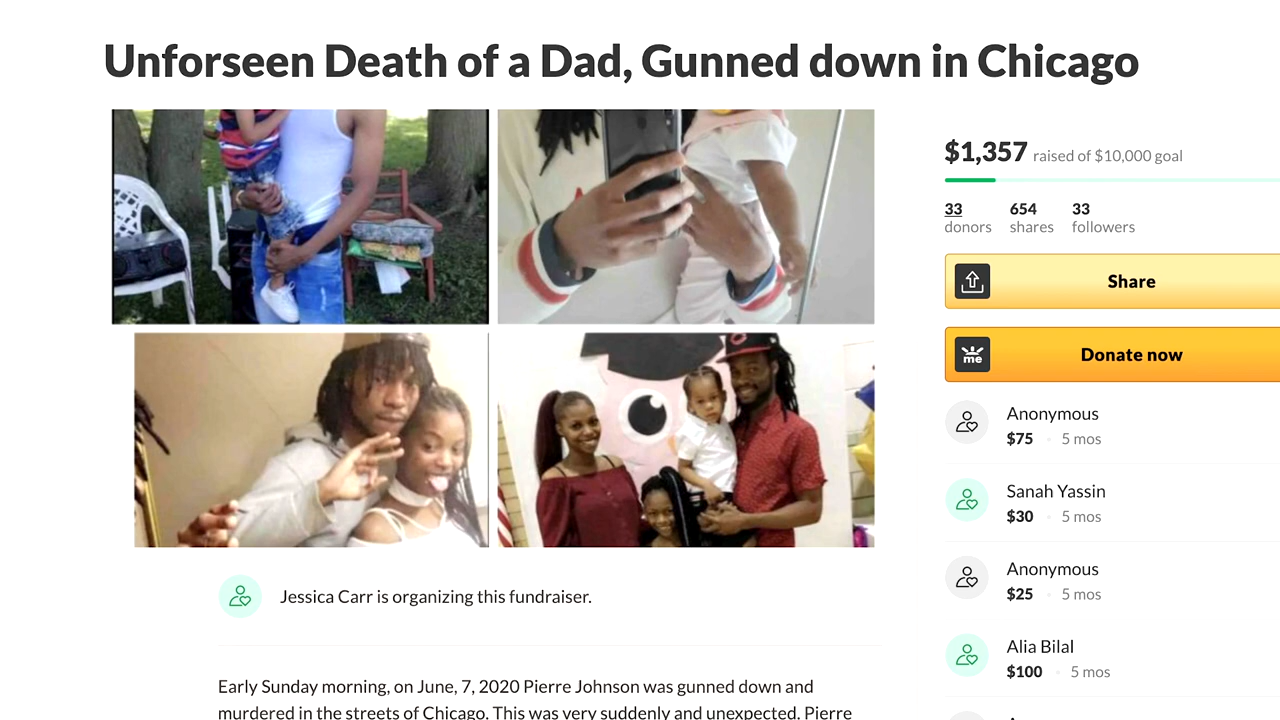 Unforseen Death of a Dad, Gunned down in Chicago
$1,357 raised of $10,000 goal
33 654 33
donors shares followers
Share
me Donate now
Anonymous
$75 • 5 mos
Sanah Yassin
$30 • 5 mos
Anonymous
$25 • 5 mos
Alia Bilal
$100 • 5 mos
Jessica Carr is organizing this fundraiser.
Early Sunday morning, on June, 7, 2020 Pierre Johnson was gunned down and
murdered in the streets of Chicago. This was very suddenly and unexpected. Pierre